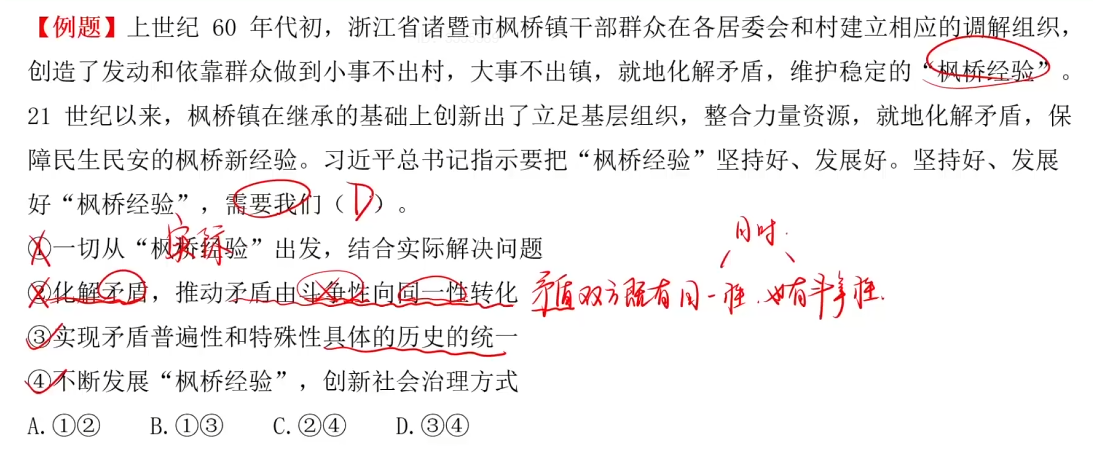 【例题】上世纪 60 年代初，浙江省诸暨市枫桥镇干部群众在各居委会和村建立相应的调解组织，
创造了发动和依靠群众做到小事不出村，大事不出镇，就地化解矛盾，维护稳定的“枫桥经验”。
21 世纪以来，枫桥镇在继承的基础上创新出了立足基层组织，整合力量资源，就地化解矛盾，保
障民生民安的枫桥新经验。习近平总书记指示要把“枫桥经验”坚持好、发展好。坚持好、发展
好“枫桥经验”，需要我们（D）。
实际
同时.
①一切从“枫桥经验”出发，结合实际解决问题
②化解矛盾，推动矛盾由斗争性向同一性转化
矛盾双方既有同一性.也有斗争性.
③实现矛盾普遍性和特殊性具体的历史的统一
④不断发展“枫桥经验”，创新社会治理方式
A.①② B.①③ C.②④ D.③④